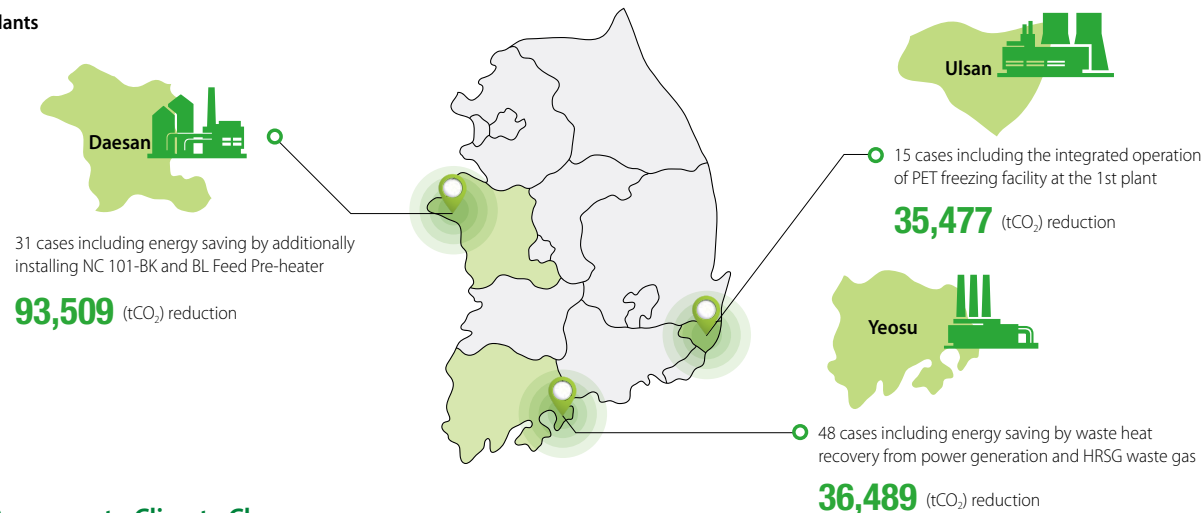 Daesan
31 cases including energy saving by additionally
installing NC 101-BK and BL Feed Pre-heater
93,509 (tCO₂) reduction
Ulsan
15 cases including the integrated operation
of PET freezing facility at the 1st plant
35,477 (tCO₂) reduction
Yeosu
48 cases including energy saving by waste heat
recovery from power generation and HRSG waste gas
36,489 (tCO₂) reduction